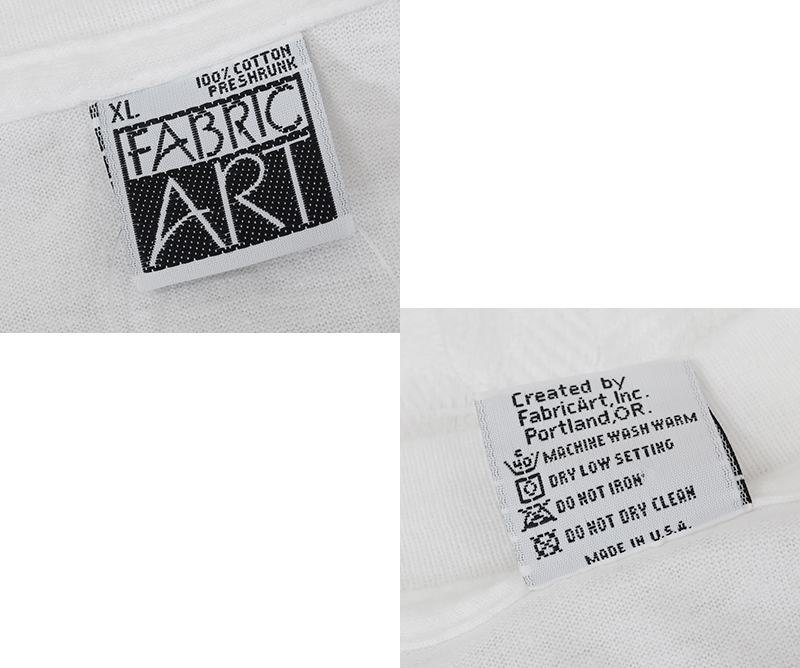 100% COTTON
PRESHRUNK
XL
FABRIC
ART
Created by
FabricArt,Inc.
Portland,OR.
40 MACHINE WASH WARM
DRY LOW SETTING
DO NOT IRON
DO NOT DRY CLEAN
MADE IN U.S.A.